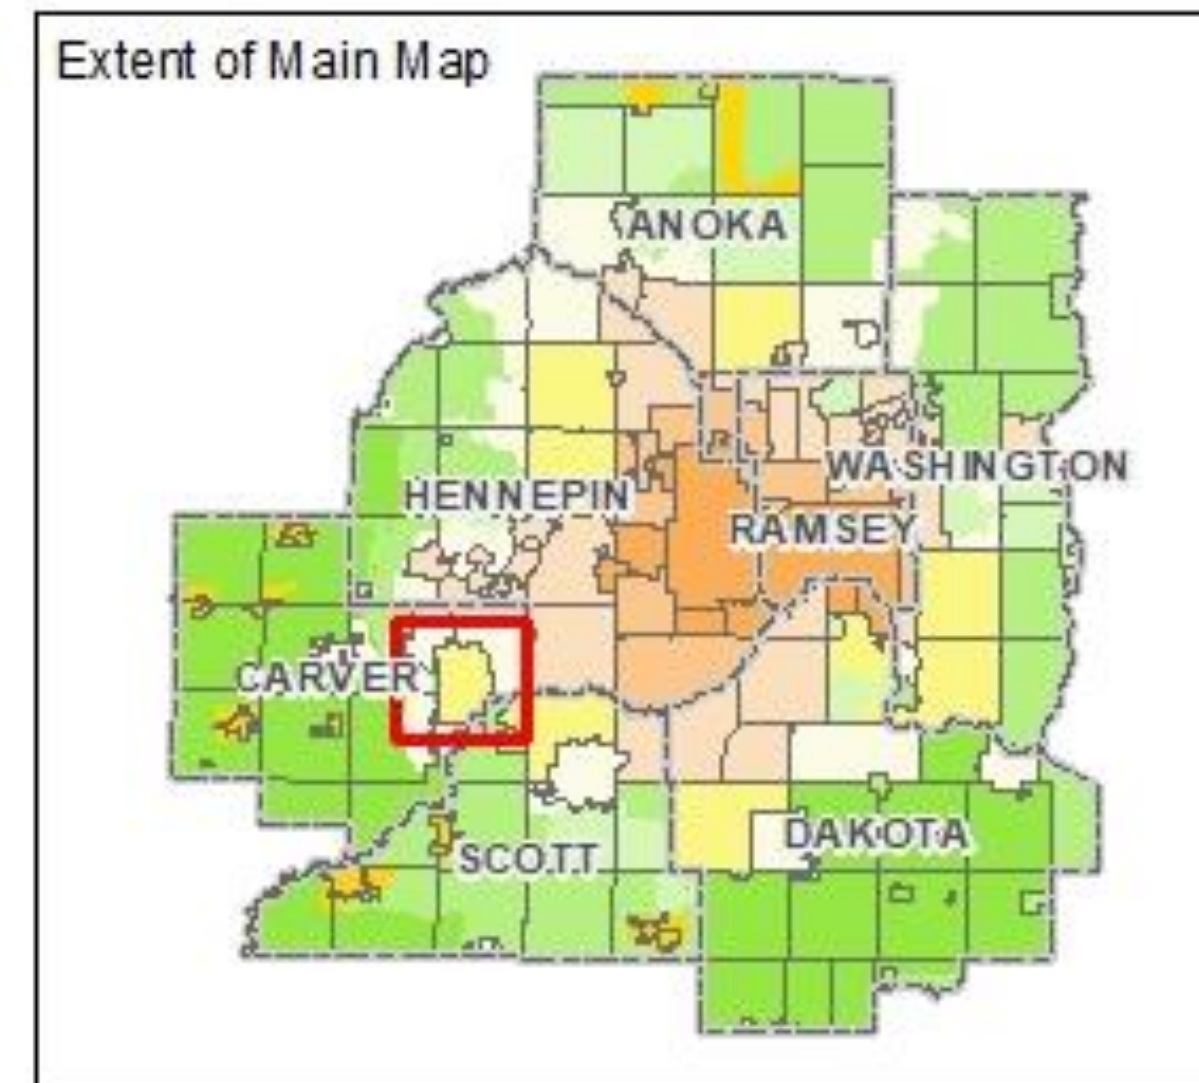 Extent of Main Map
ANOKA
WASHINGTON
HENNEPIN
RAMSEY
CARVER
DAKOTA
SCOTT